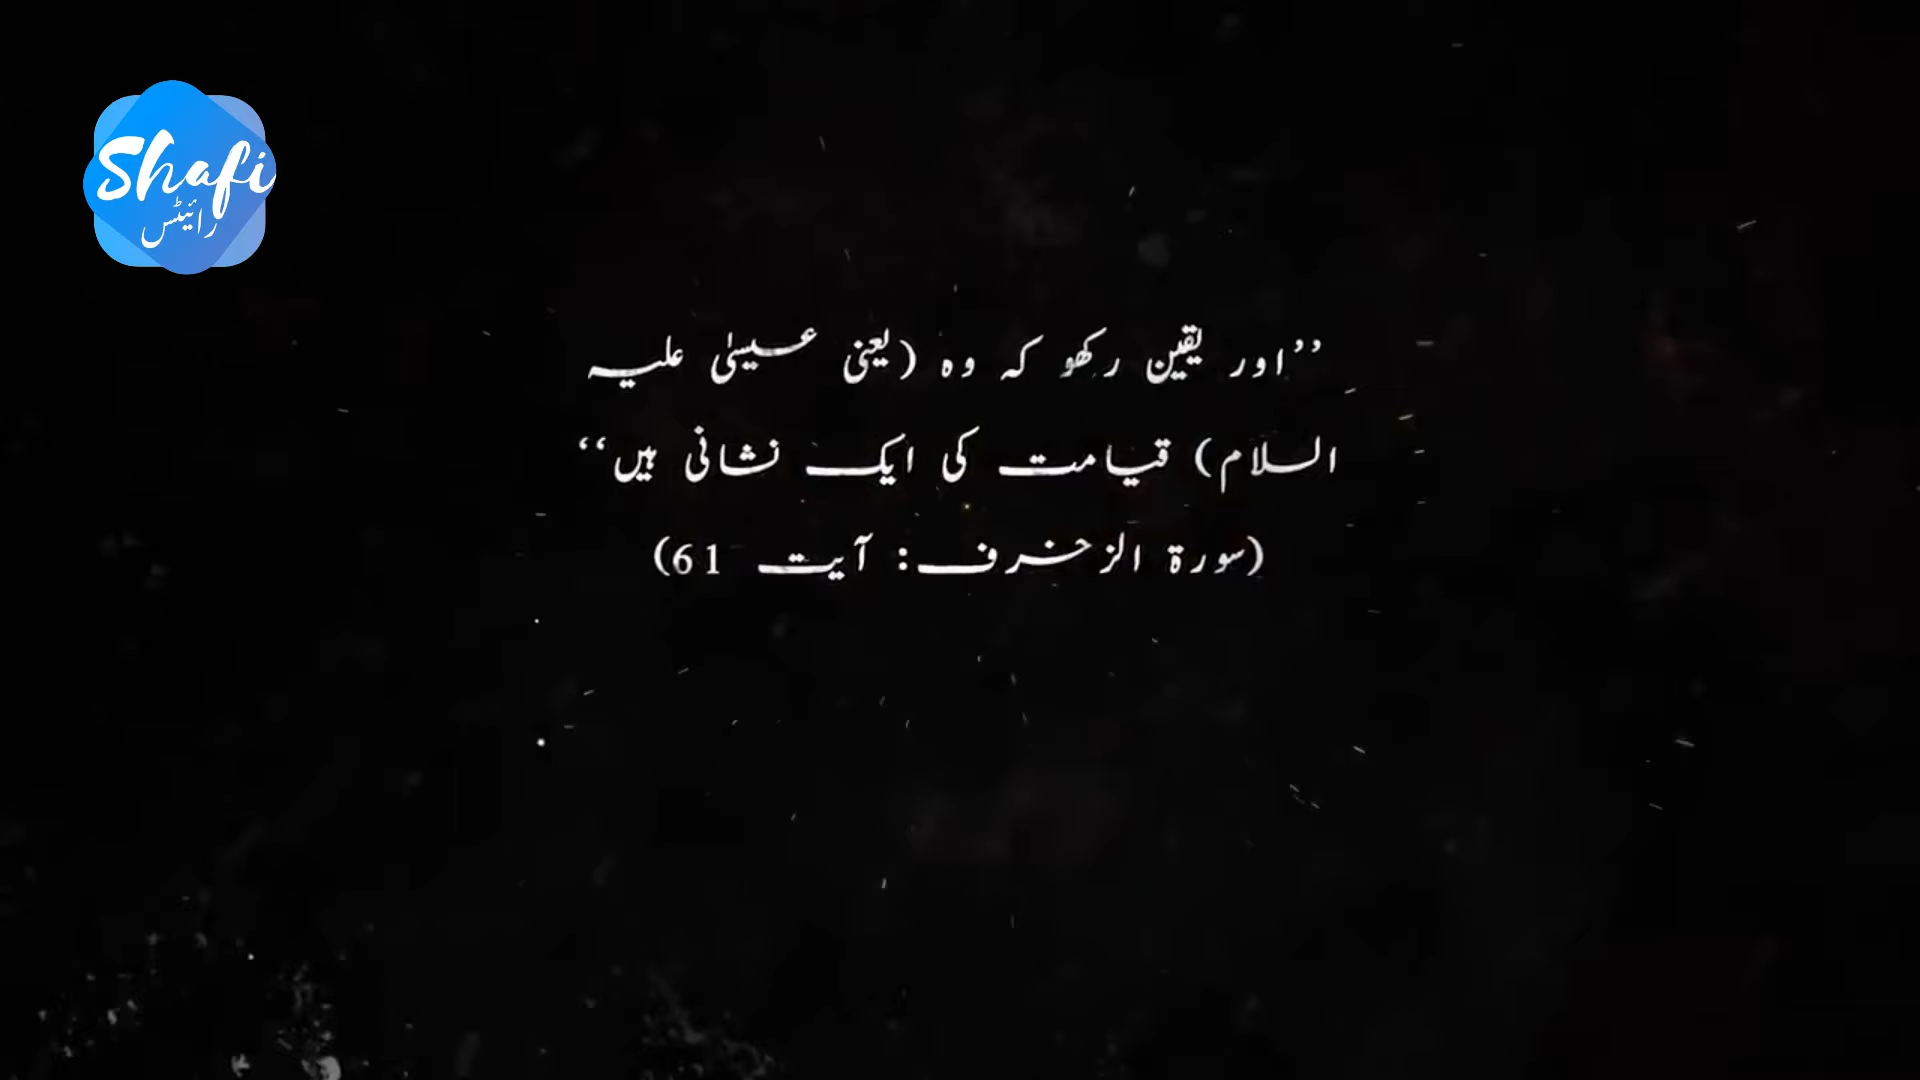 Shafi
رائیٹس
’’اور یقین رکھو کہ وہ (یعنی عیسیٰ علیہ
السلام) قیامت کی ایک نشانی ہیں‘‘
(سورۃ الزخرف: آیت 61)